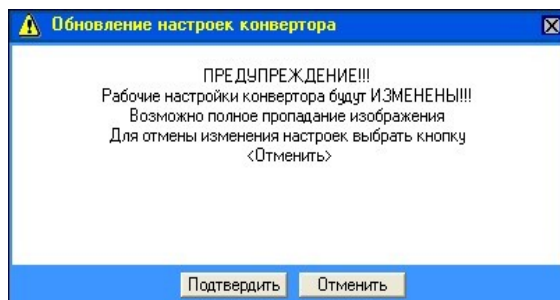 Обновление настроек конвертора
ПРЕДУПРЕЖДЕНИЕ!!!
Рабочие настройки конвертора будут ИЗМЕНЕНЫ!!!
Возможно полное пропадание изображения
Для отмены изменения настроек выбрать кнопку
<Отменить>
Подтвердить Отменить